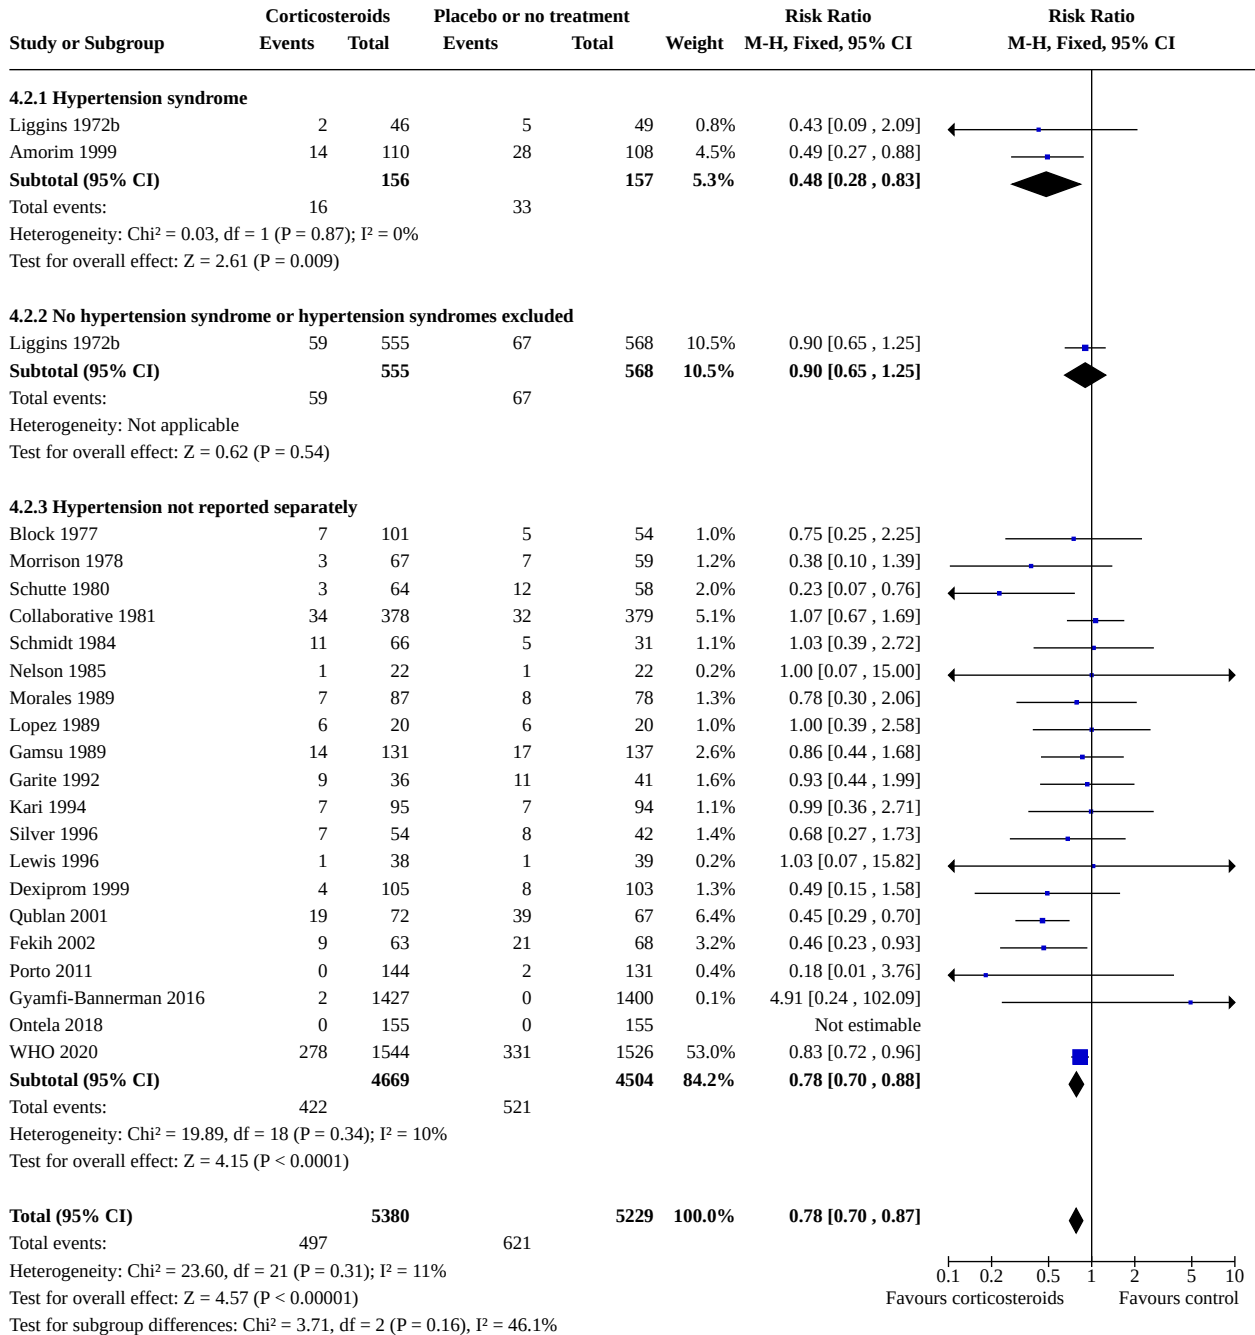 Corticosteroids Placebo or no treatment Risk Ratio Risk Ratio
Study or Subgroup Events Total Events Total Weight M-H, Fixed, 95% CI M-H, Fixed, 95% CI
4.2.1 Hypertension syndrome
Liggins 1972b 2 46 5 49 0.8% 0.43 [0.09 , 2.09]
Amorim 1999 14 110 28 108 4.5% 0.49 [0.27 , 0.88]
Subtotal (95% CI) 156 157 5.3% 0.48 [0.28 , 0.83]
Total events: 16 33
Heterogeneity: Chi² = 0.03, df = 1 (P = 0.87); I² = 0%
Test for overall effect: Z = 2.61 (P = 0.009)
4.2.2 No hypertension syndrome or hypertension syndromes excluded
Liggins 1972b 59 555 67 568 10.5% 0.90 [0.65 , 1.25]
Subtotal (95% CI) 555 568 10.5% 0.90 [0.65 , 1.25]
Total events: 59 67
Heterogeneity: Not applicable
Test for overall effect: Z = 0.62 (P = 0.54)
4.2.3 Hypertension not reported separately
Block 1977 7 101 5 54 1.0% 0.75 [0.25 , 2.25]
Morrison 1978 3 67 7 59 1.2% 0.38 [0.10 , 1.39]
Schutte 1980 3 64 12 58 2.0% 0.23 [0.07 , 0.76]
Collaborative 1981 34 378 32 379 5.1% 1.07 [0.67 , 1.69]
Schmidt 1984 11 66 5 31 1.1% 1.03 [0.39 , 2.72]
Nelson 1985 1 22 1 22 0.2% 1.00 [0.07 , 15.00]
Morales 1989 7 87 8 78 1.3% 0.78 [0.30 , 2.06]
Lopez 1989 6 20 6 20 1.0% 1.00 [0.39 , 2.58]
Gamsu 1989 14 131 17 137 2.6% 0.86 [0.44 , 1.68]
Garite 1992 9 36 11 41 1.6% 0.93 [0.44 , 1.99]
Kari 1994 7 95 7 94 1.1% 0.99 [0.36 , 2.71]
Silver 1996 7 54 8 42 1.4% 0.68 [0.27 , 1.73]
Lewis 1996 1 38 1 39 0.2% 1.03 [0.07 , 15.82]
Dexiprom 1999 4 105 8 103 1.3% 0.49 [0.15 , 1.58]
Qublan 2001 19 72 39 67 6.4% 0.45 [0.29 , 0.70]
Fekih 2002 9 63 21 68 3.2% 0.46 [0.23 , 0.93]
Porto 2011 0 144 2 131 0.4% 0.18 [0.01 , 3.76]
Gyamfi-Bannerman 2016 2 1427 0 1400 0.1% 4.91 [0.24 , 102.09]
Ontela 2018 0 155 0 155 Not estimable
WHO 2020 278 1544 331 1526 53.0% 0.83 [0.72 , 0.96]
Subtotal (95% CI) 4669 4504 84.2% 0.78 [0.70 , 0.88]
Total events: 422 521
Heterogeneity: Chi² = 19.89, df = 18 (P = 0.34); I² = 10%
Test for overall effect: Z = 4.15 (P < 0.0001)
Total (95% CI) 5380 5229 100.0% 0.78 [0.70 , 0.87]
Total events: 497 621
Heterogeneity: Chi² = 23.60, df = 21 (P = 0.31); I² = 11%
0.1 0.2 0.5 1 2 5 10
Test for overall effect: Z = 4.57 (P < 0.00001) Favours corticosteroids Favours control
Test for subgroup differences: Chi² = 3.71, df = 2 (P = 0.16), I² = 46.1%